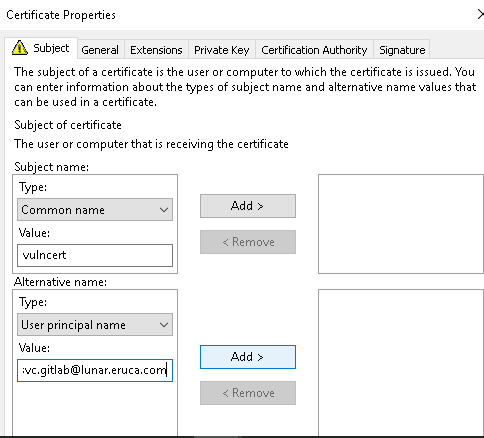 Certificate Properties
Subject General Extensions Private Key Certification Authority Signature
The subject of a certificate is the user or computer to which the certificate is issued. You
can enter information about the types of subject name and alternative name values that
can be used in a certificate.
Subject of certificate
The user or computer that is receiving the certificate
Subject name:
Type:
Common name
Add >
Value:
< Remove
vulncert
Alternative name:
Type:
User principal name
Value:
Add >
vc.gitlab@lunar.eruca.com
< Remove